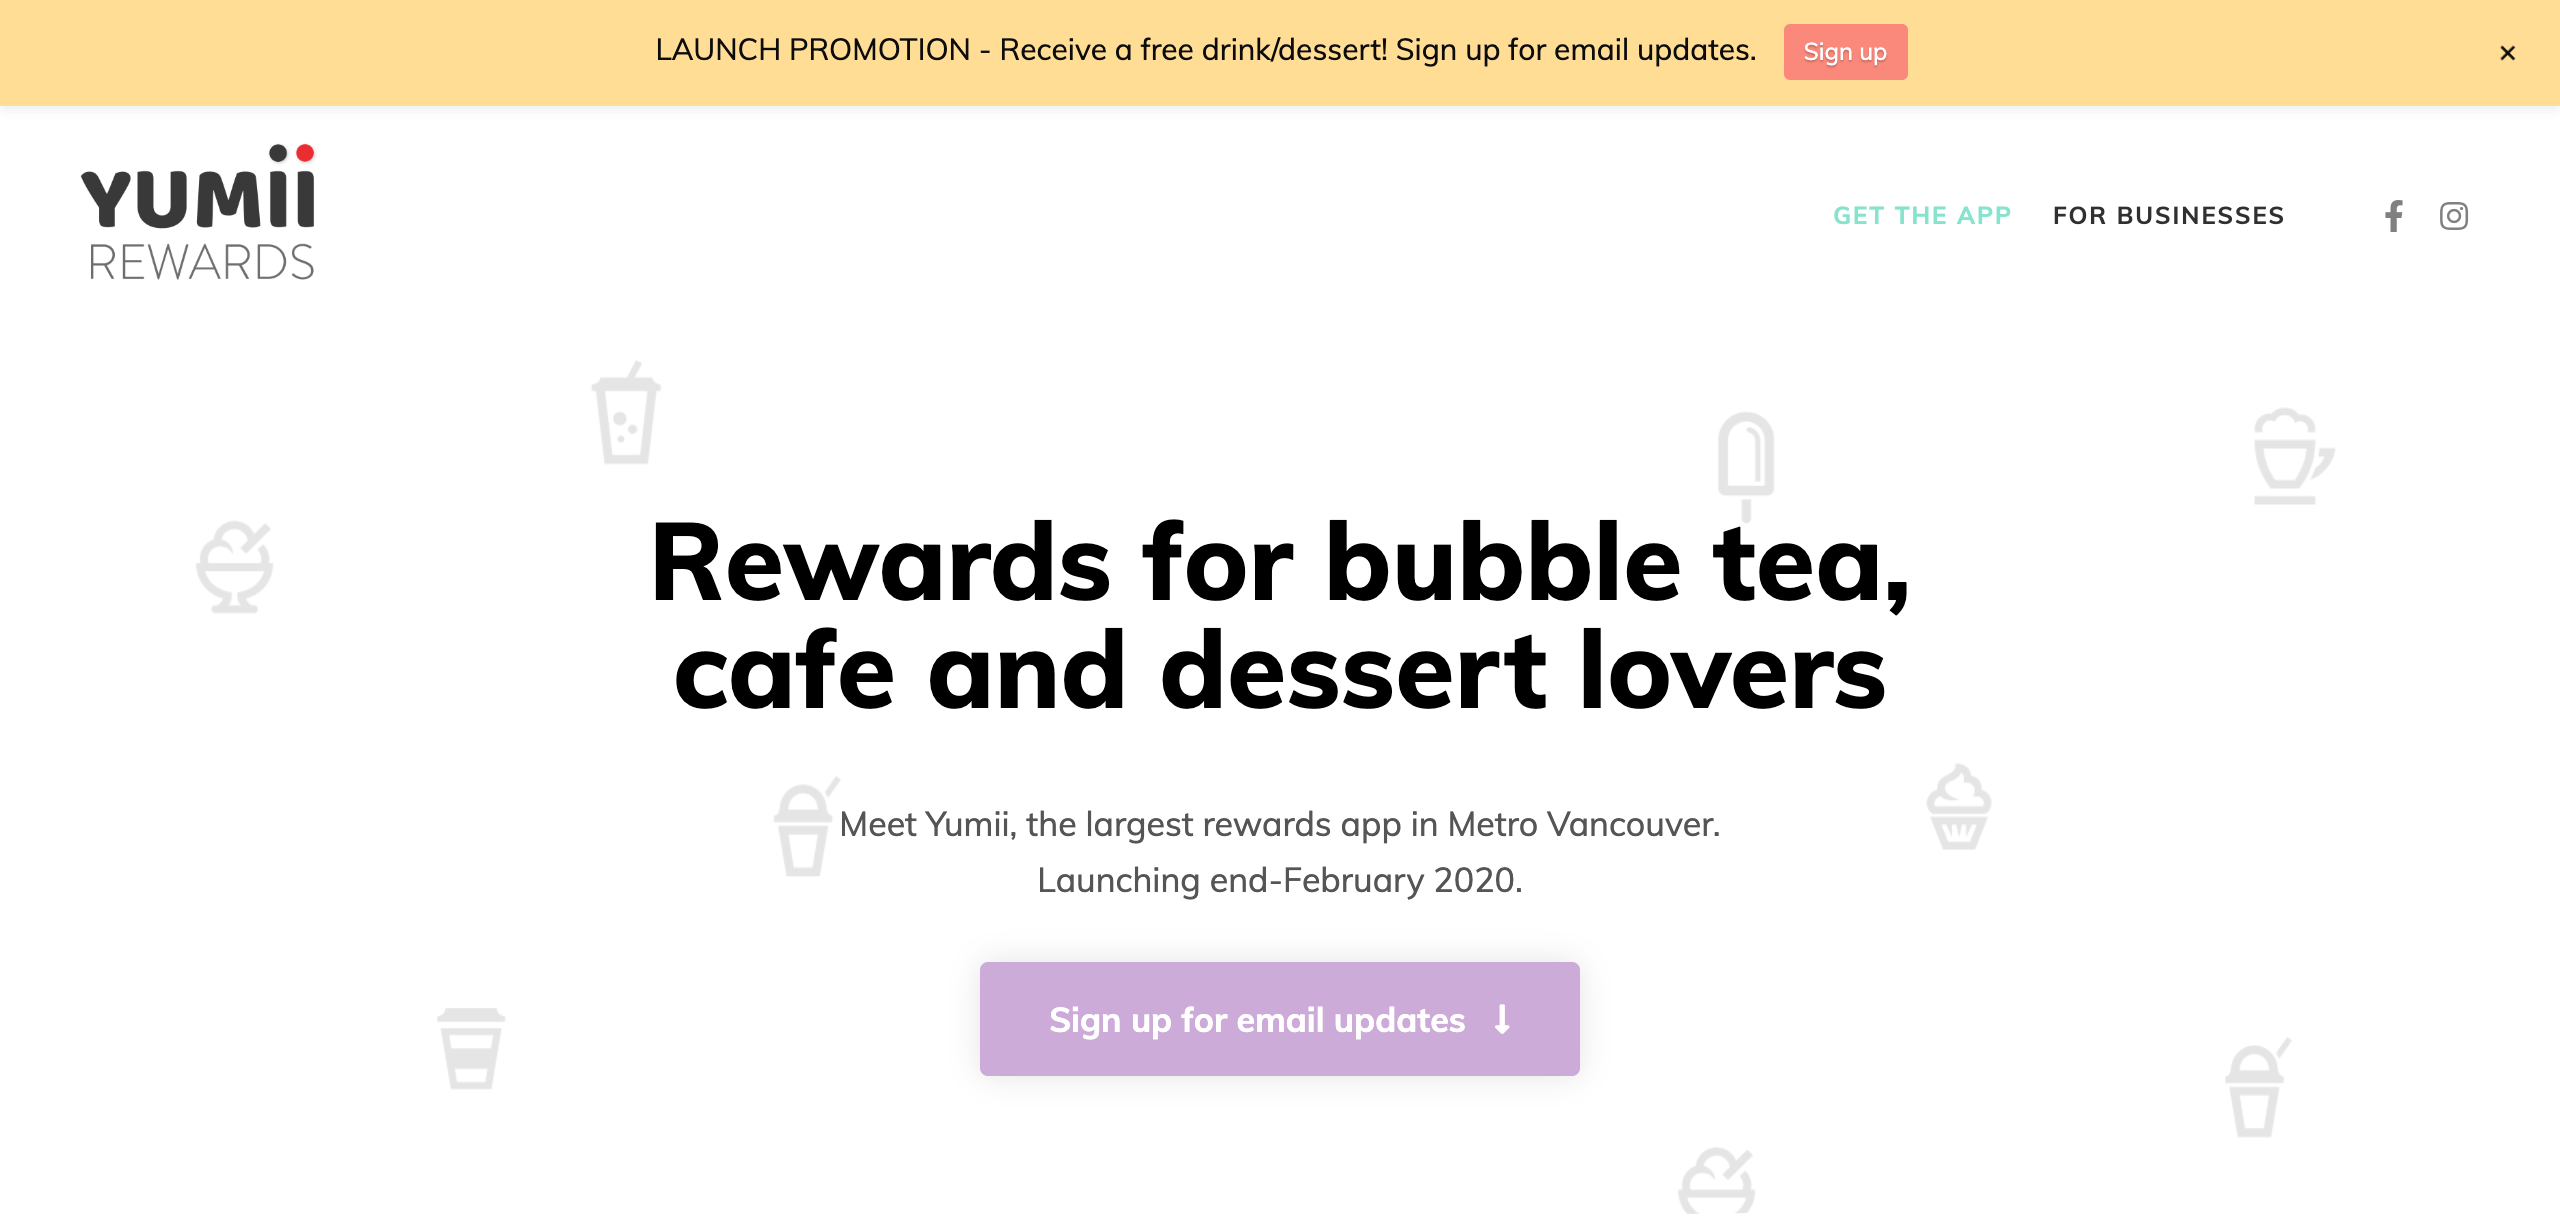 LAUNCH PROMOTION - Receive a free drink/dessert! Sign up for email updates.
Sign up
YUMii
REWARDS
GET THE APP
FOR BUSINESSES
Rewards for bubble tea,
cafe and dessert lovers
Meet Yumii, the largest rewards app in Metro Vancouver.
Launching end-February 2020.
Sign up for email updates